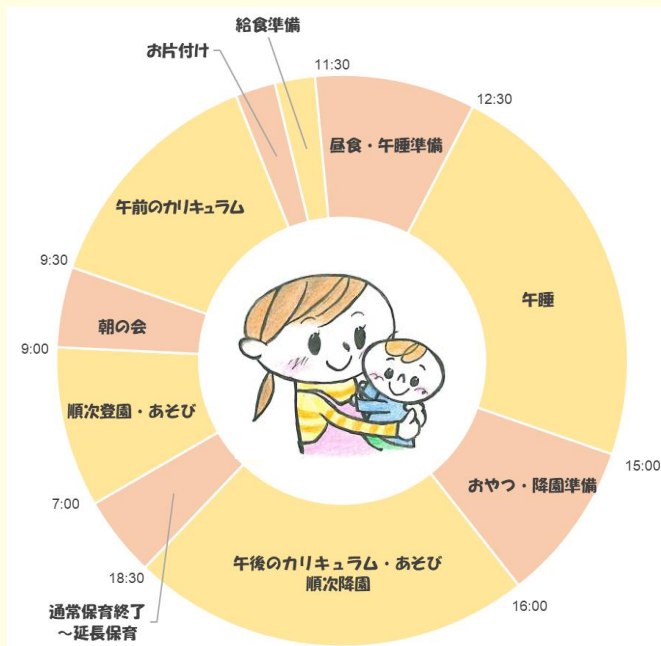 給食準備
お片付け
11:30
12:30
昼食・午睡準備
午前のカリキュラム
9:30
午睡
朝の会
9:00
順次登園・あそび
15:00
おやつ・降園準備
7:00
午後のカリキュラム・あそび
順次降園
18:30
16:00
通常保育終了
～延長保育